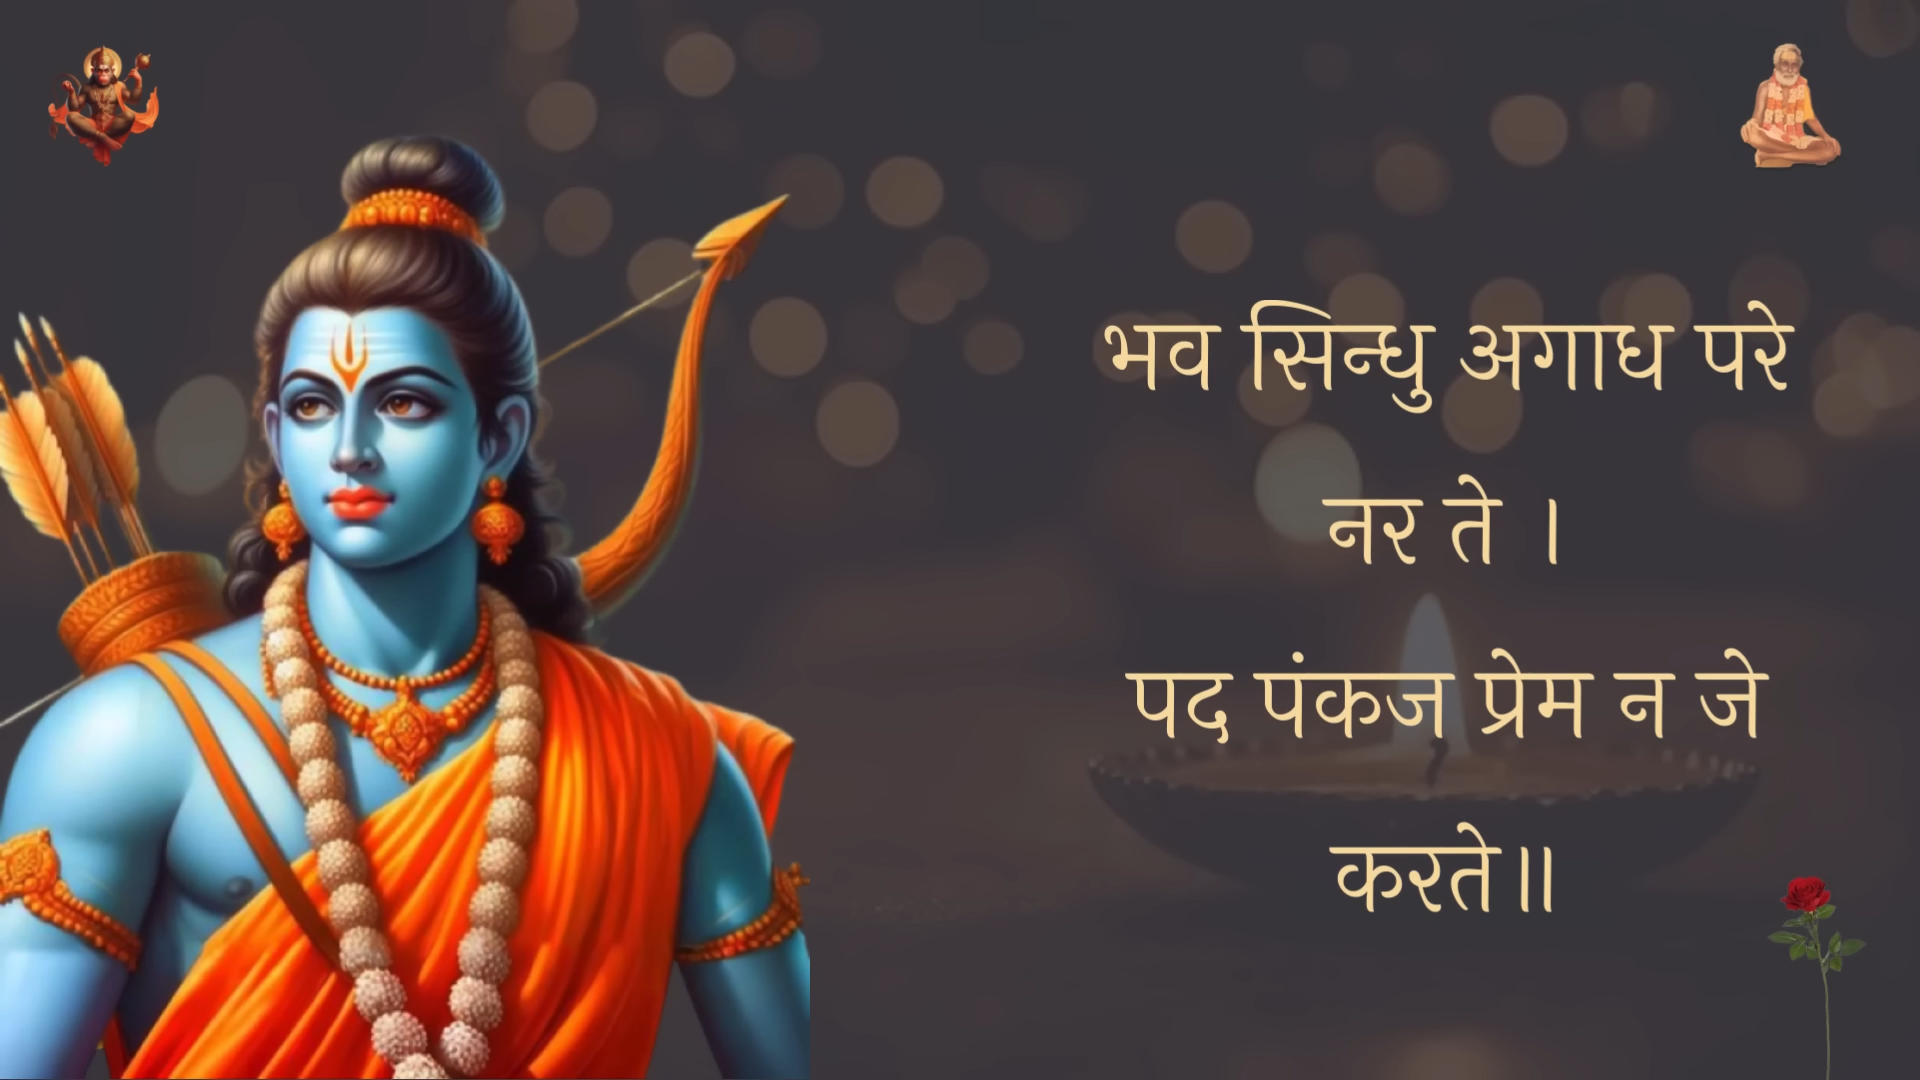 भव सिन्धु अगाध परे
नर ते ।
पद पंकज प्रेम न जे
करते॥